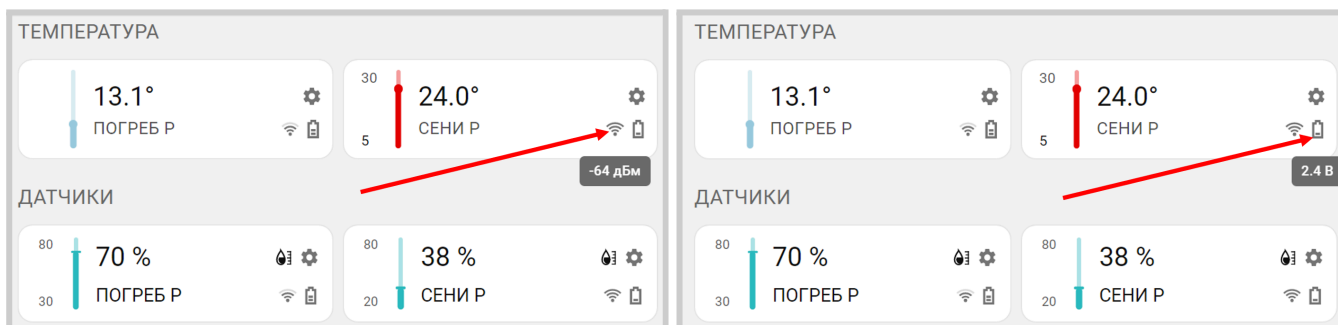 ТЕМПЕРАТУРА
13.1°
ПОГРЕБ Р
30
24.0°
СЕНИ Р
5
-64 дБм
ДАТЧИКИ
80
70 %
ПОГРЕБ Р
30
80
38 %
СЕНИ Р
20
ТЕМПЕРАТУРА
13.1°
ПОГРЕБ Р
30
24.0°
СЕНИ Р
5
2.4 В
ДАТЧИКИ
80
70 %
ПОГРЕБ Р
30
80
38 %
СЕНИ Р
20